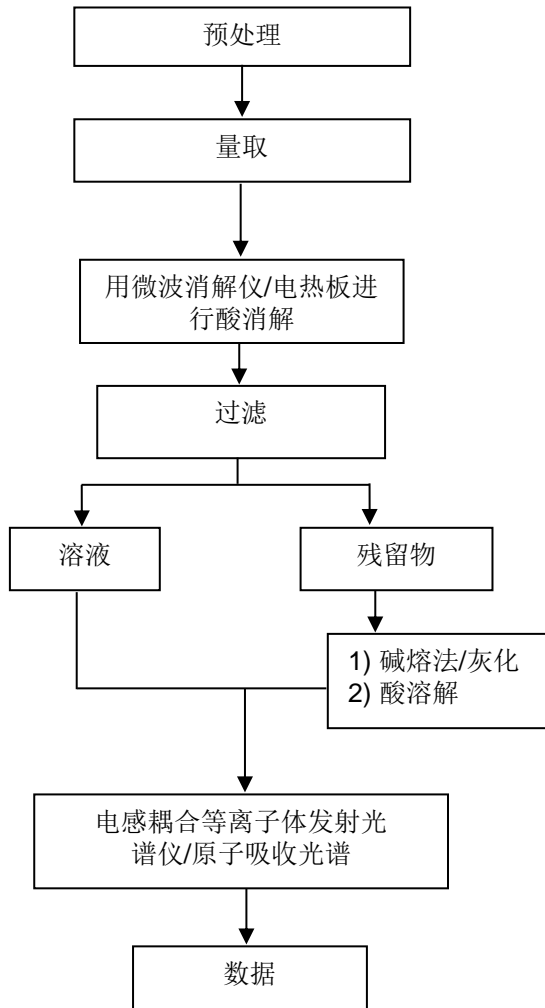 预处理
量取
用微波消解仪/电热板进
行酸消解
过滤
溶液
残留物
1) 碱熔法/灰化
2) 酸溶解
电感耦合等离子体发射光
谱仪/原子吸收光谱
数据